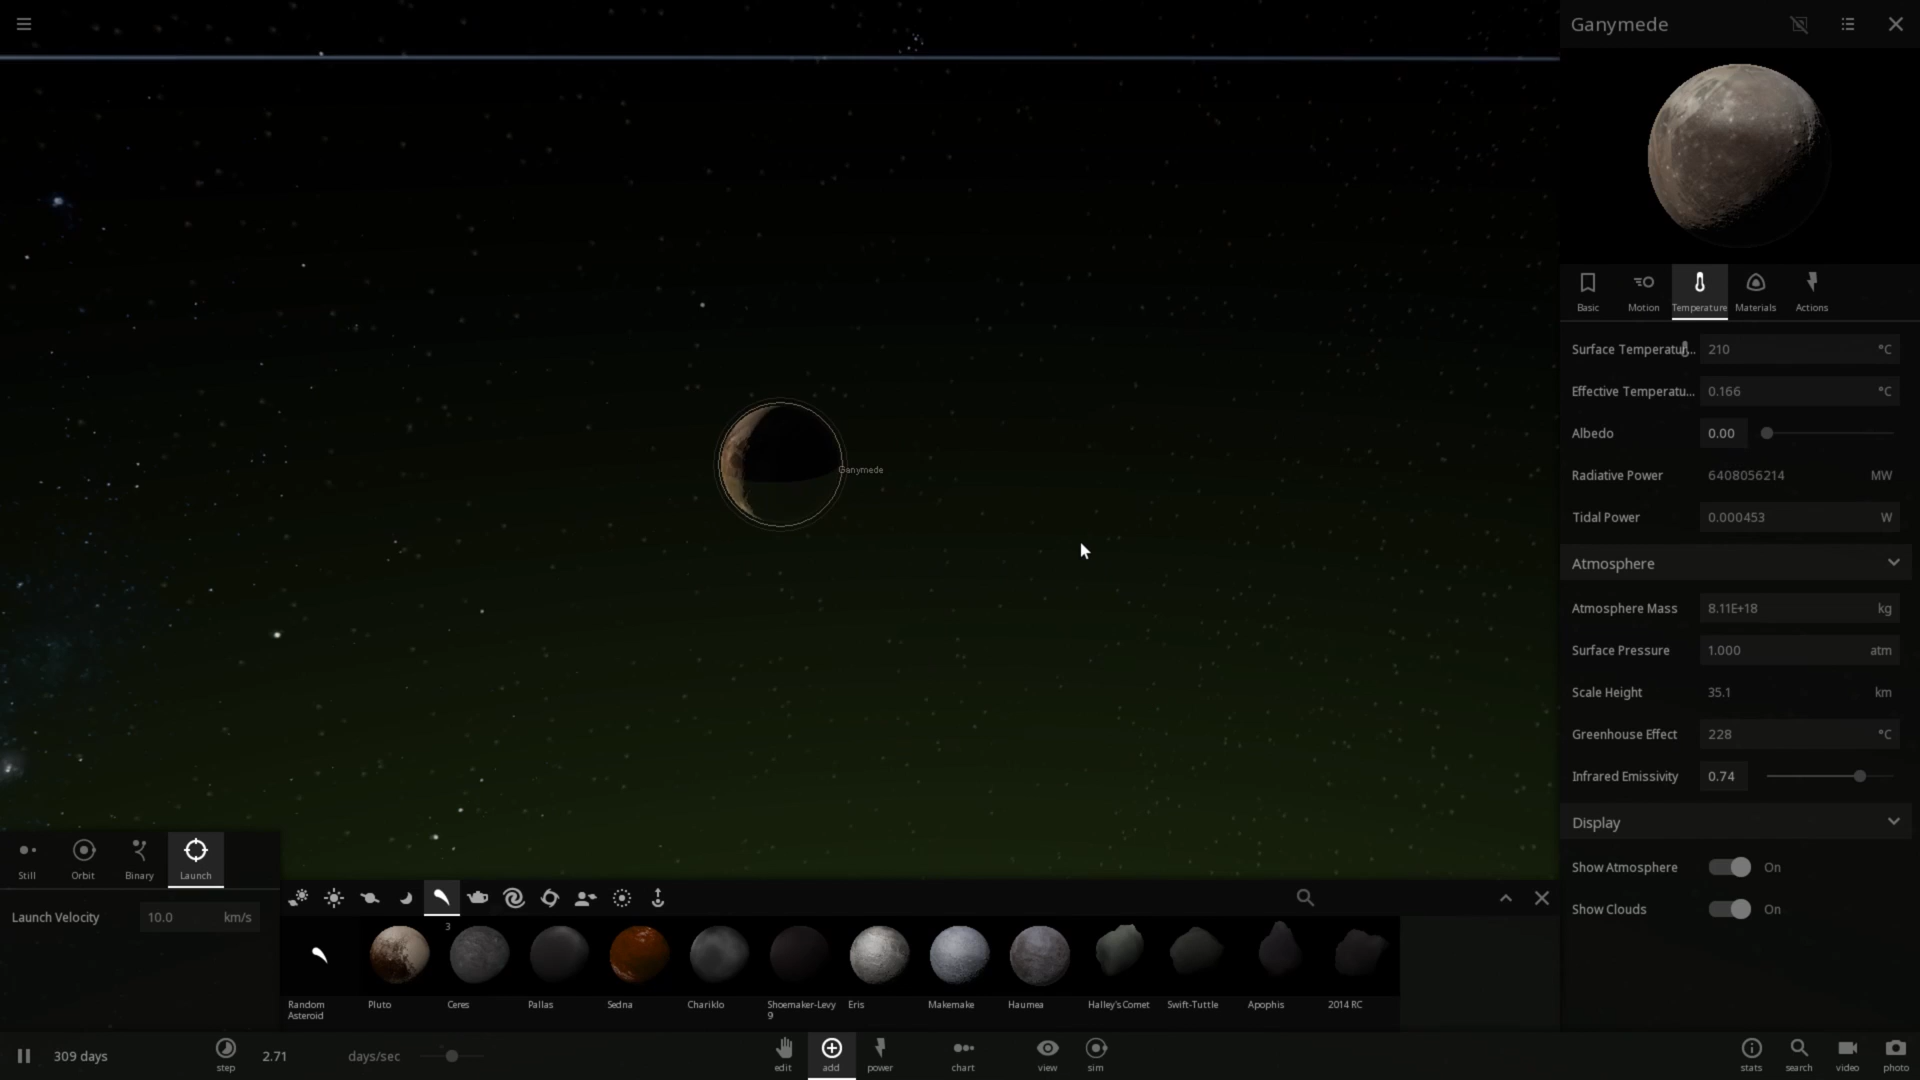 Ganymede
Basic
Motion
Temperature
Materials
Actions
Surface Temperatu... 210 °C
Effective Temperatu... 0.166 °C
Albedo 0.00
Radiative Power 6408056214 MW
Tidal Power 0.000453 W
Atmosphere
Atmosphere Mass 8.11E+18 kg
Surface Pressure 1.000 atm
Scale Height 35.1 km
Greenhouse Effect 228 °C
Infrared Emissivity 0.74
Display
Show Atmosphere On
Show Clouds On
Ganymede
Still
Orbit
Binary
Launch
Launch Velocity 10.0 km/s
3
Random
Asteroid
Pluto
Ceres
Pallas
Sedna
Chariklo
Shoemaker-Levy
9
Eris
Makemake
Haumea
Halley's Comet
Swift-Tuttle
Apophis
2014 RC
309 days
step
2.71 days/sec
edit
add
power
chart
view
sim
stats
search
video
photo